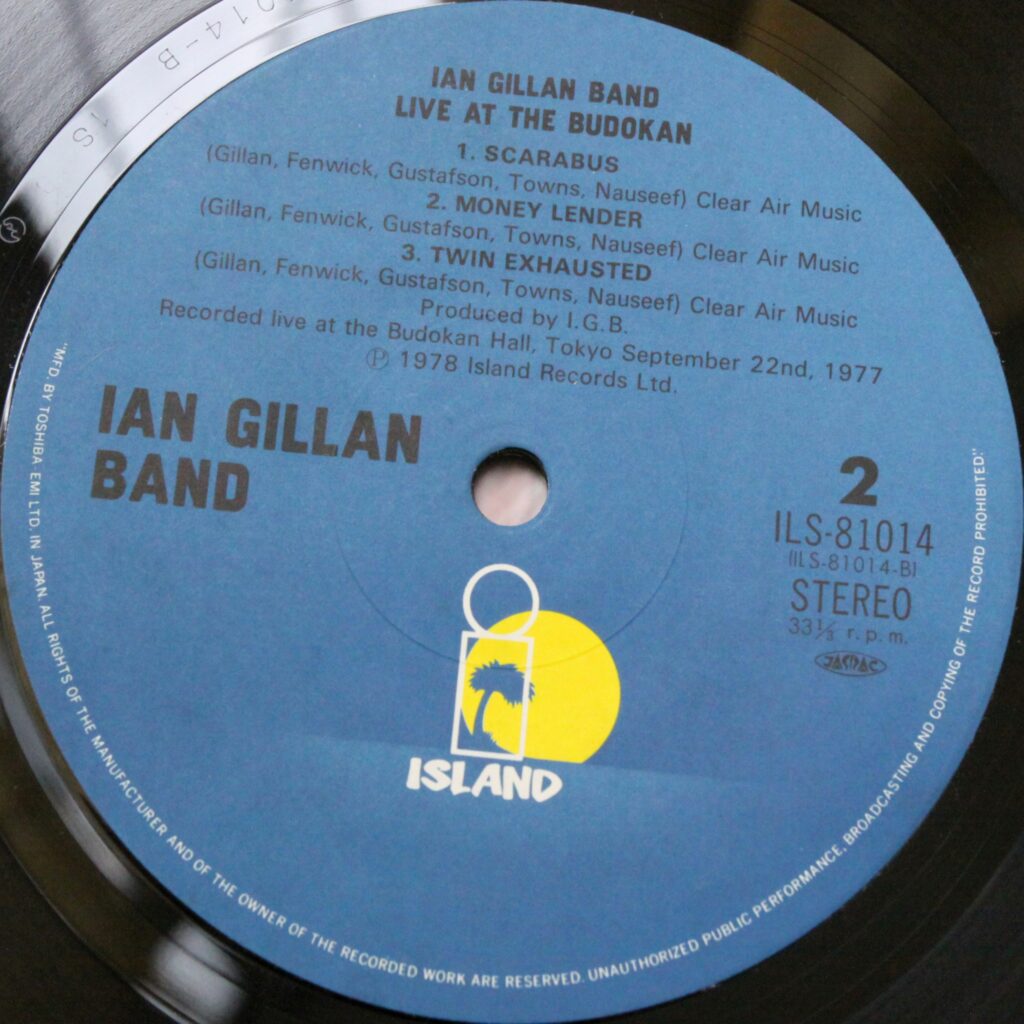 IAN GILLAN BAND
LIVE AT THE BUDOKAN
1. SCARABUS
(Gillan, Fenwick, Gustafson, Towns, Nauseef) Clear Air Music
2. MONEY LENDER
(Gillan, Fenwick, Gustafson, Towns, Nauseef) Clear Air Music
3. TWIN EXHAUSTED
(Gillan, Fenwick, Gustafson, Towns, Nauseef) Clear Air Music
Produced by I.G.B.
Recorded live at the Budokan Hall, Tokyo September 22nd, 1977
Ⓟ 1978 Island Records Ltd.
IAN GILLAN
BAND
2
ILS-81014
(ILS-81014-B)
STEREO
33⅓ r.p.m.
JASRAC
ISLAND
"MFD. BY TOSHIBA EMI LTD. IN JAPAN. ALL RIGHTS OF THE MANUFACTURER AND OF THE OWNER OF THE RECORDED WORK ARE RESERVED. UNAUTHORIZED PUBLIC PERFORMANCE, BROADCASTING AND COPYING OF THE RECORD PROHIBITED."
1014-B 1S